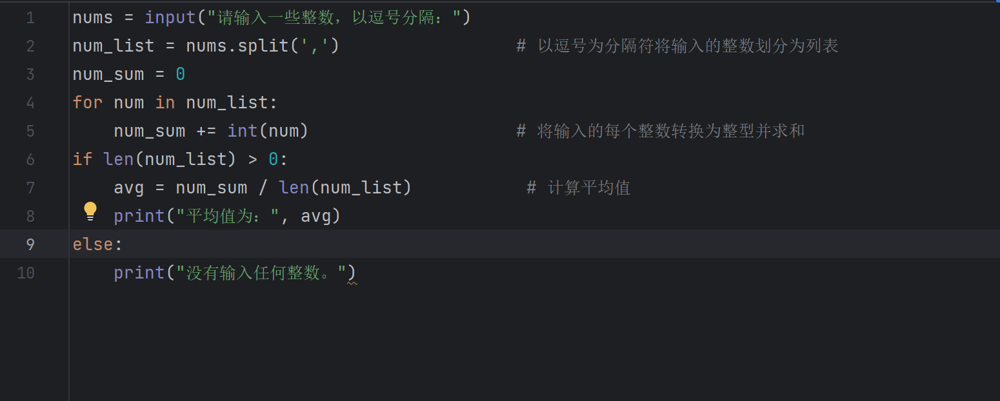 1 nums = input("请输入一些整数，以逗号分隔：")
2 num_list = nums.split(',') # 以逗号为分隔符将输入的整数划分为列表
3 num_sum = 0
4 for num in num_list:
5     num_sum += int(num) # 将输入的每个整数转换为整型并求和
6 if len(num_list) > 0:
7     avg = num_sum / len(num_list) # 计算平均值
8     print("平均值为：", avg)
9 else:
10     print("没有输入任何整数。")